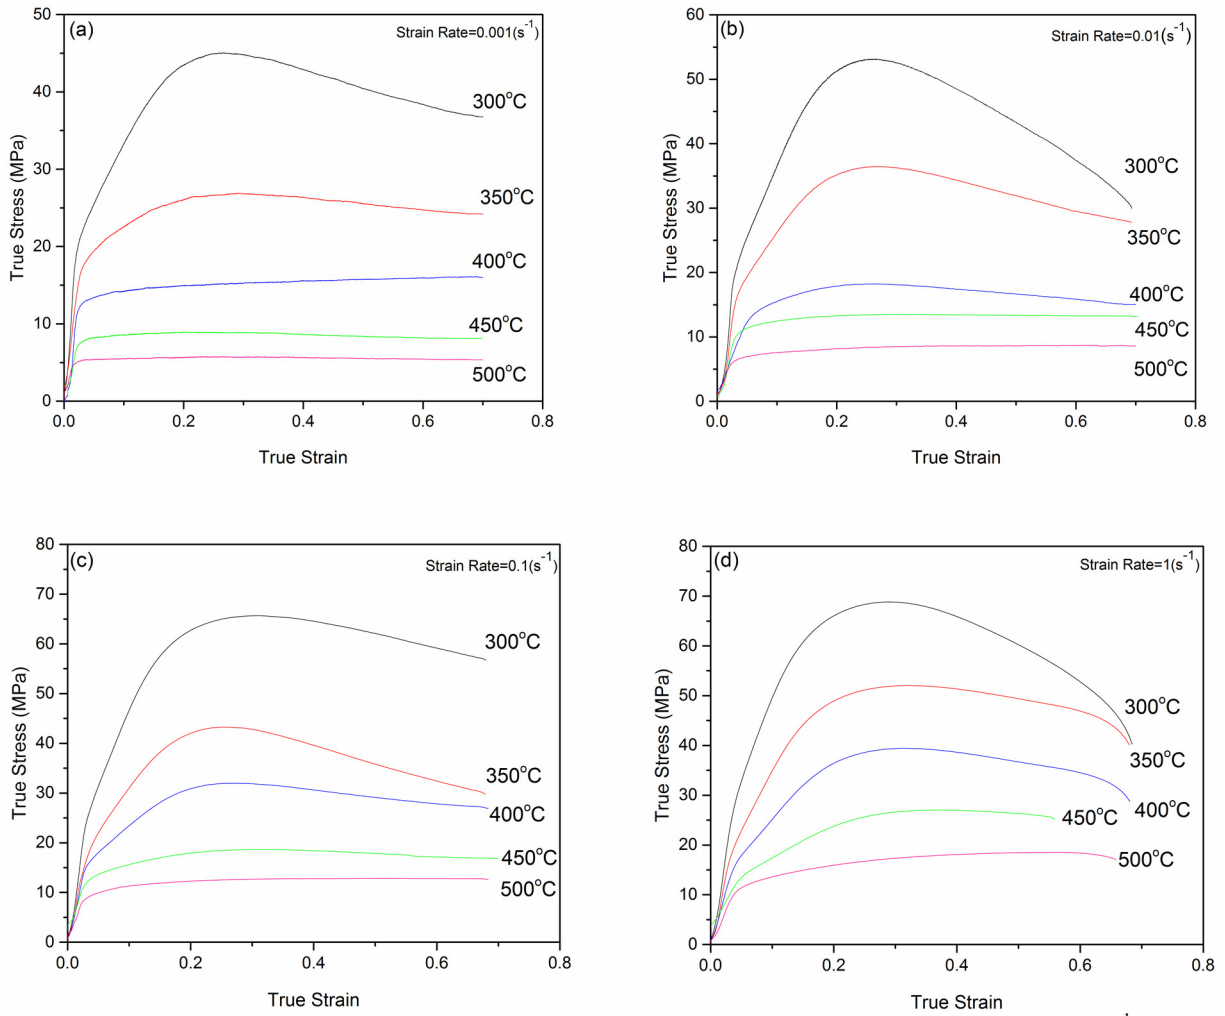 (a)
Strain Rate=0.001(s⁻¹)
True Stress (MPa)
50
40
30
20
10
0
300°C
350°C
400°C
450°C
500°C
0.0 0.2 0.4 0.6 0.8
True Strain
(b)
Strain Rate=0.01(s⁻¹)
True Stress (MPa)
60
50
40
30
20
10
0
300°C
350°C
400°C
450°C
500°C
0.0 0.2 0.4 0.6 0.8
True Strain
(c)
Strain Rate=0.1(s⁻¹)
True Stress (MPa)
80
70
60
50
40
30
20
10
0
300°C
350°C
400°C
450°C
500°C
0.0 0.2 0.4 0.6 0.8
True Strain
(d)
Strain Rate=1(s⁻¹)
True Stress (MPa)
80
70
60
50
40
30
20
10
0
300°C
350°C
400°C
450°C
500°C
0.0 0.2 0.4 0.6 0.8
True Strain